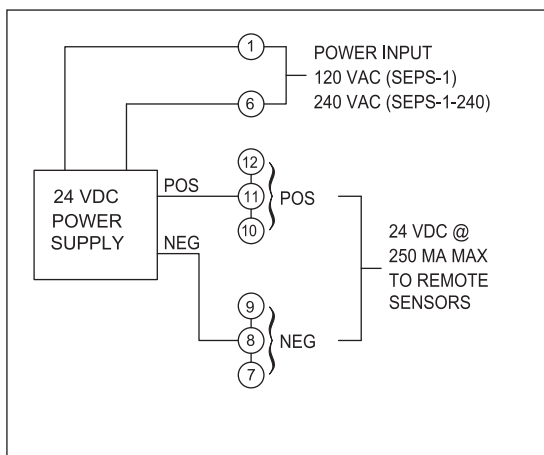 1
POWER INPUT
120 VAC (SEPS-1)
6
240 VAC (SEPS-1-240)
12
24 VDC
POWER
SUPPLY
POS
11
POS
10
NEG
24 VDC @
250 MA MAX
TO REMOTE
SENSORS
9
8
NEG
7